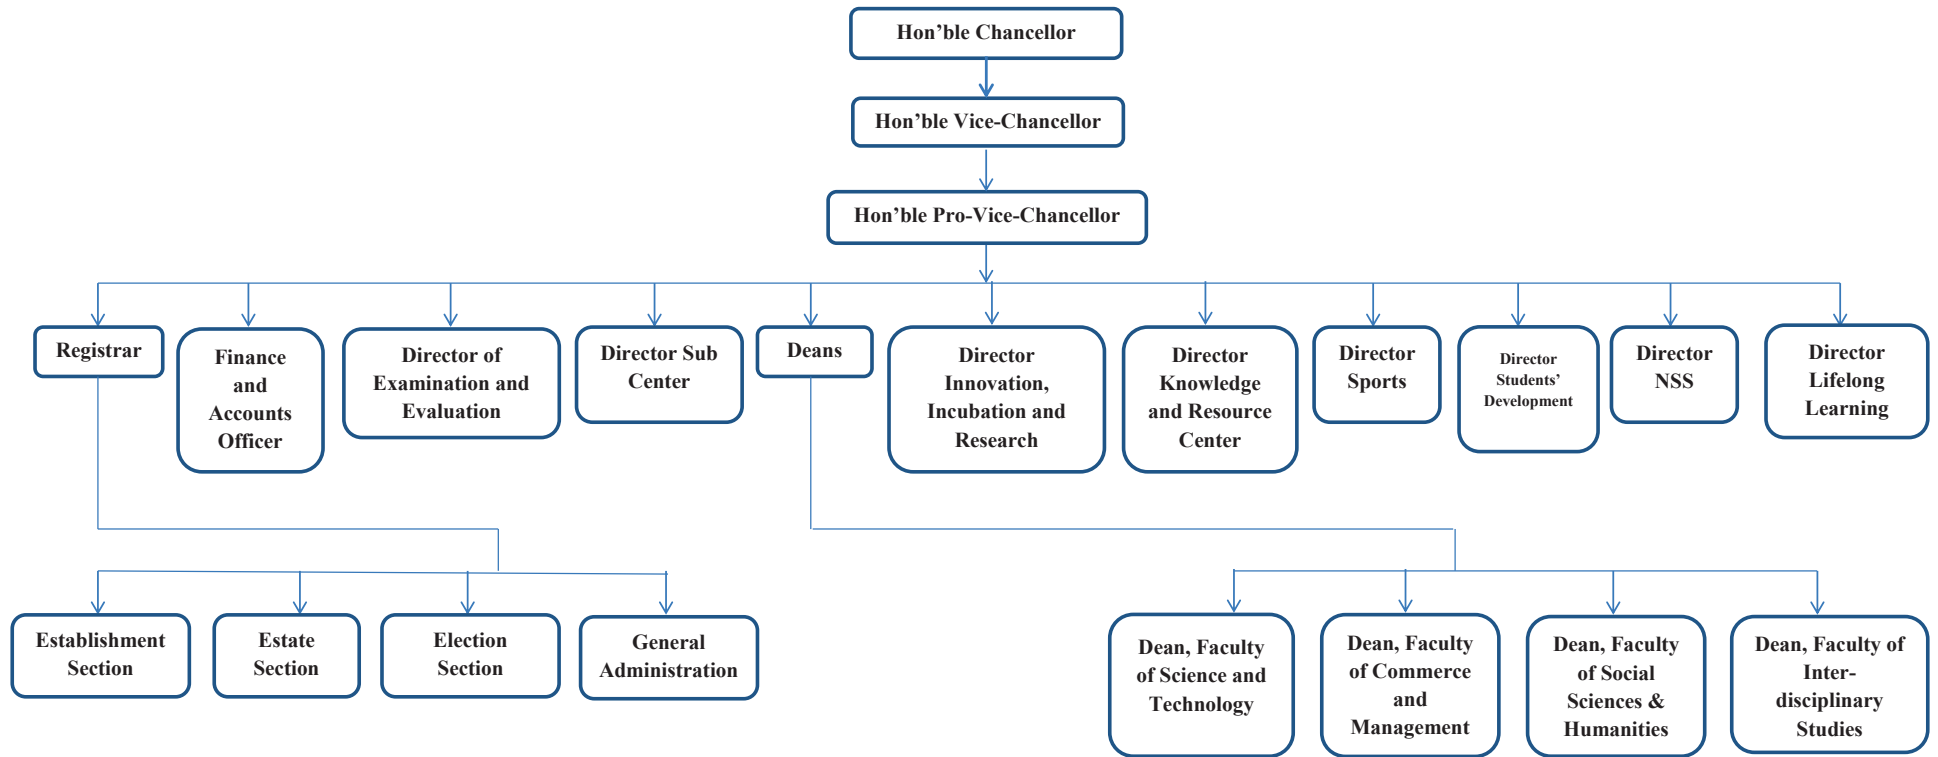 Hon’ble Chancellor
Hon’ble Vice-Chancellor
Hon’ble Pro-Vice-Chancellor
Registrar
Finance
and
Accounts
Officer
Director of
Examination and
Evaluation
Director Sub
Center
Deans
Director
Innovation,
Incubation and
Research
Director
Knowledge
and Resource
Center
Director
Sports
Director
Students’
Development
Director
NSS
Director
Lifelong
Learning
Establishment
Section
Estate
Section
Election
Section
General
Administration
Dean, Faculty
of Science and
Technology
Dean, Faculty
of Commerce
and
Management
Dean, Faculty
of Social
Sciences &
Humanities
Dean, Faculty of
Inter-
disciplinary
Studies